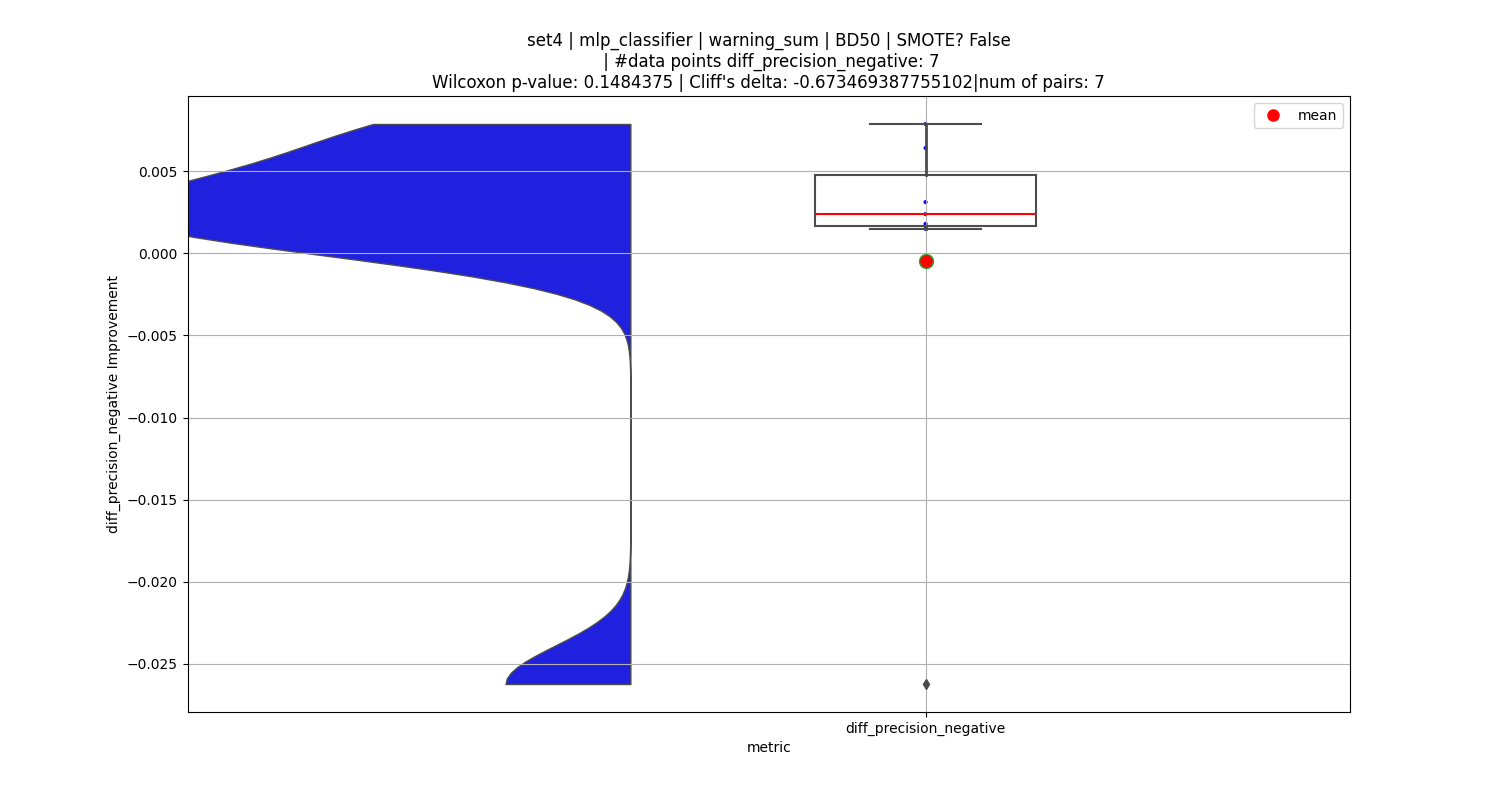 set4 | mlp_classifier | warning_sum | BD50 | SMOTE? False
| #data points diff_precision_negative: 7
Wilcoxon p-value: 0.1484375 | Cliff's delta: -0.673469387755102|num of pairs: 7
mean
0.005
0.000
−0.005
−0.010
−0.015
−0.020
−0.025
diff_precision_negative Improvement
diff_precision_negative
metric